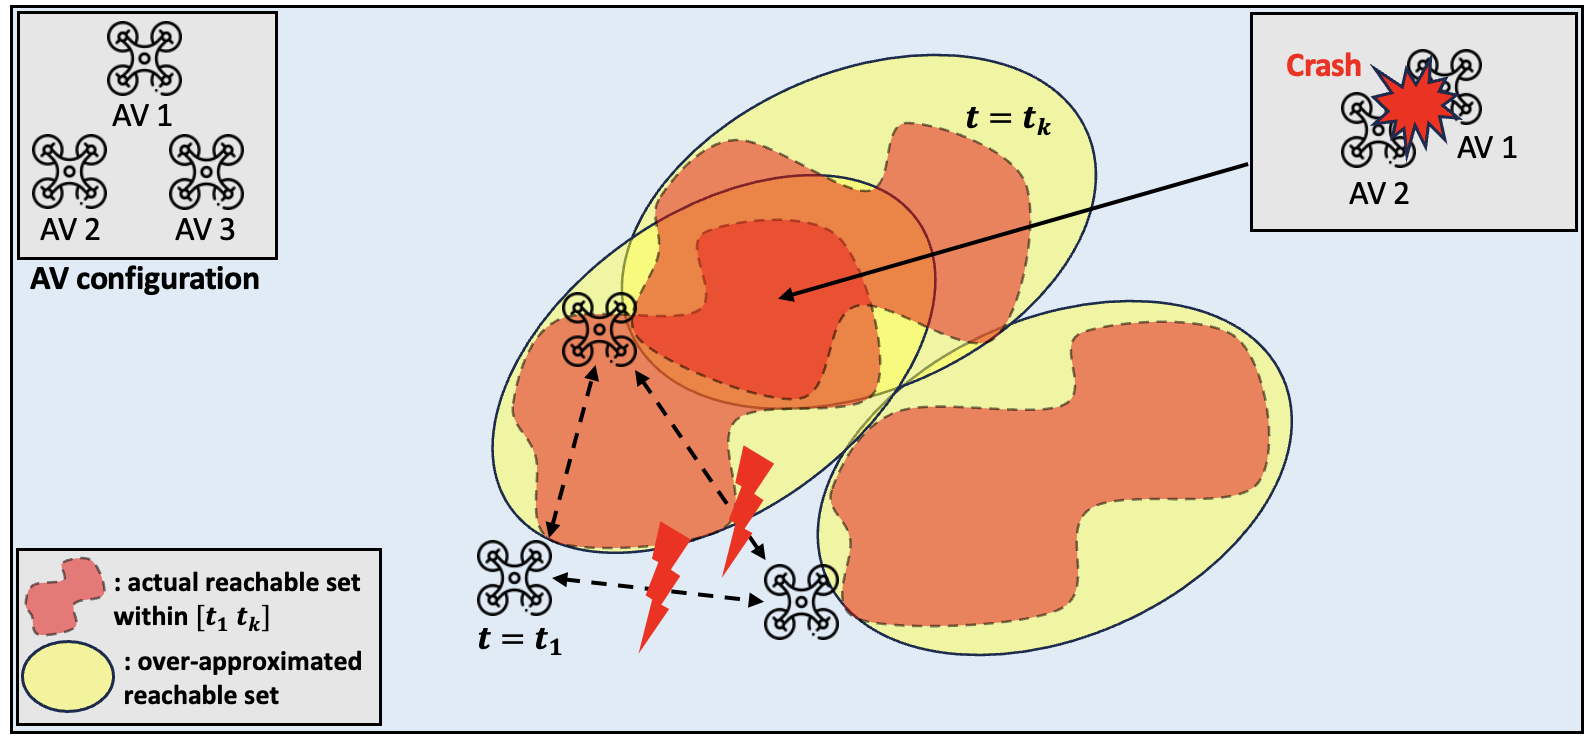 AV 1
AV 2
AV 3
AV configuration
t = t_k
Crash
AV 1
AV 2
t = t_1
: actual reachable set
within [t_1 t_k]
: over-approximated
reachable set